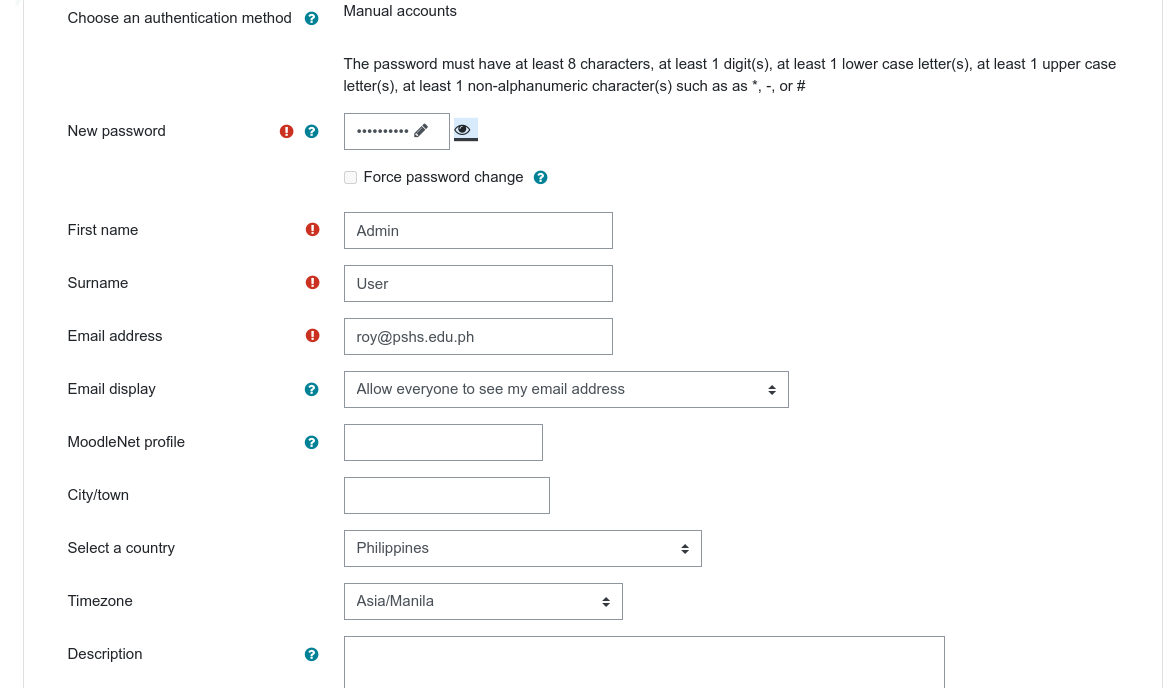 Choose an authentication method
Manual accounts
The password must have at least 8 characters, at least 1 digit(s), at least 1 lower case letter(s), at least 1 upper case
letter(s), at least 1 non-alphanumeric character(s) such as as *, -, or #
New password
••••••••••
Force password change
First name
Admin
Surname
User
Email address
roy@pshs.edu.ph
Email display
Allow everyone to see my email address
MoodleNet profile
City/town
Select a country
Philippines
Timezone
Asia/Manila
Description